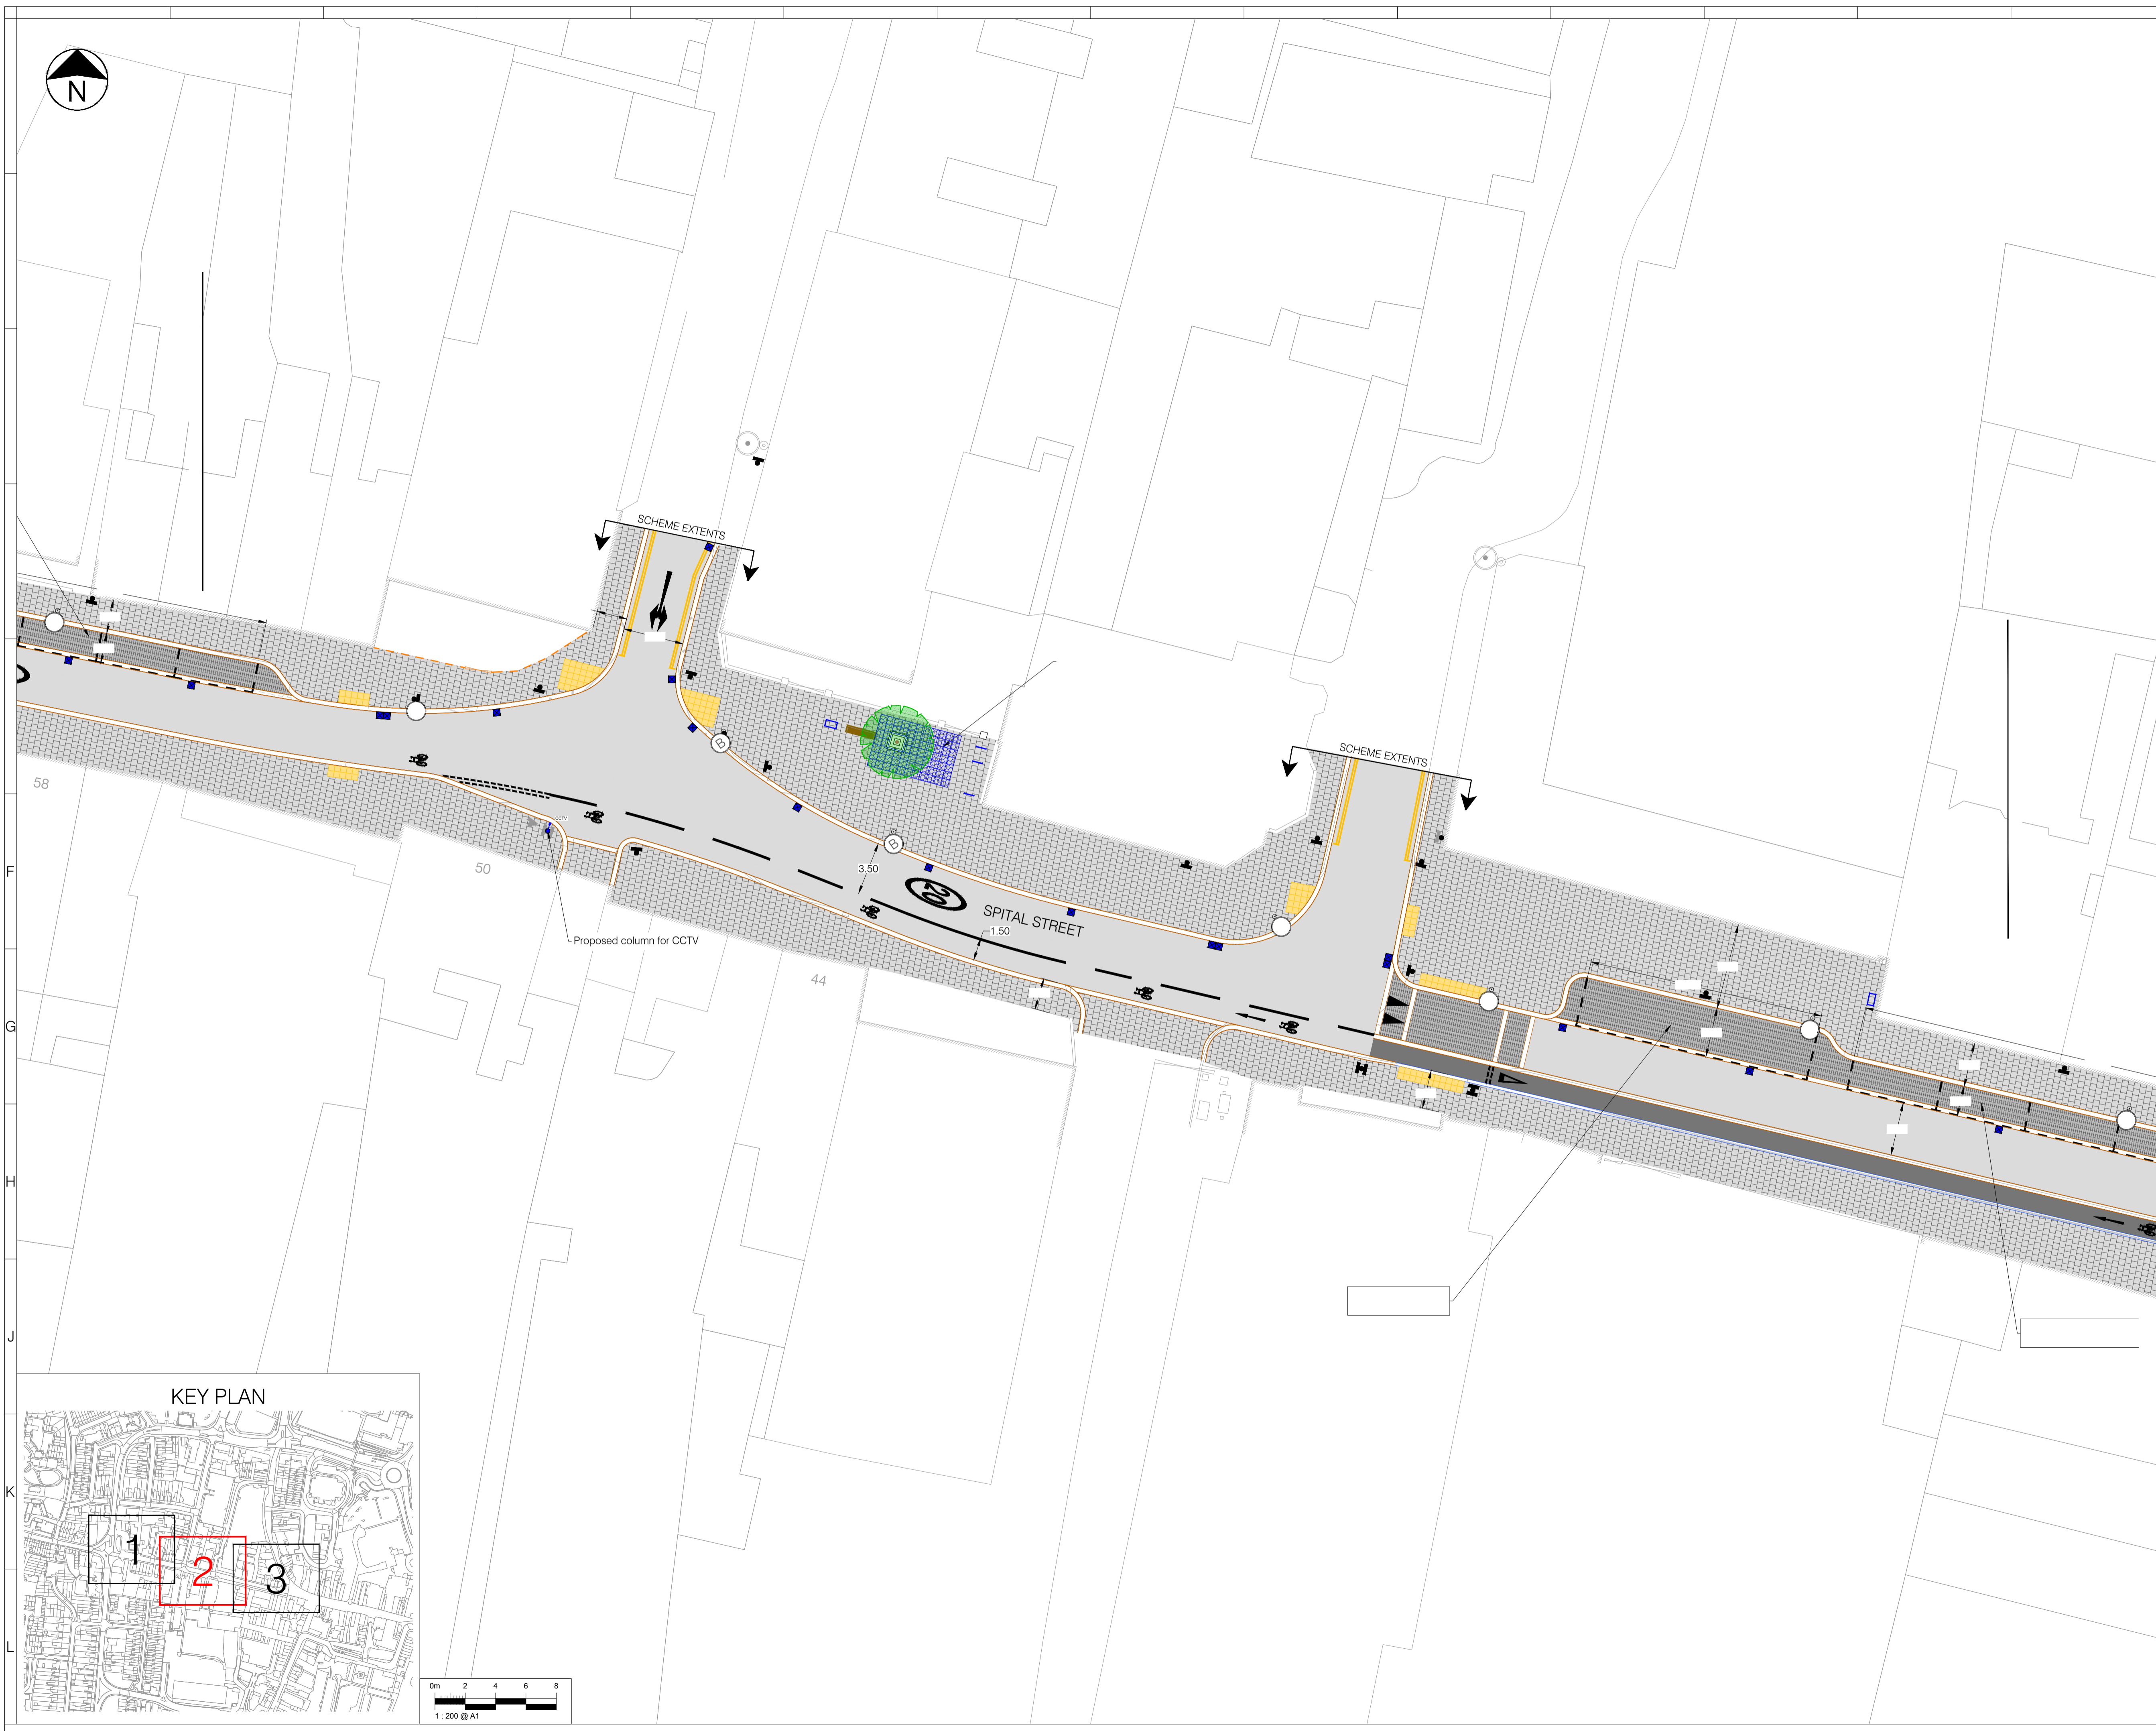 N
SCHEME EXTENTS
SCHEME EXTENTS
B
B
CCTV
58
50
44
3.50
20
SPITAL STREET
1.50
Proposed column for CCTV
F
G
H
J
K
L
KEY PLAN
1
2
3
0m 2 4 6 8
1 : 200 @ A1